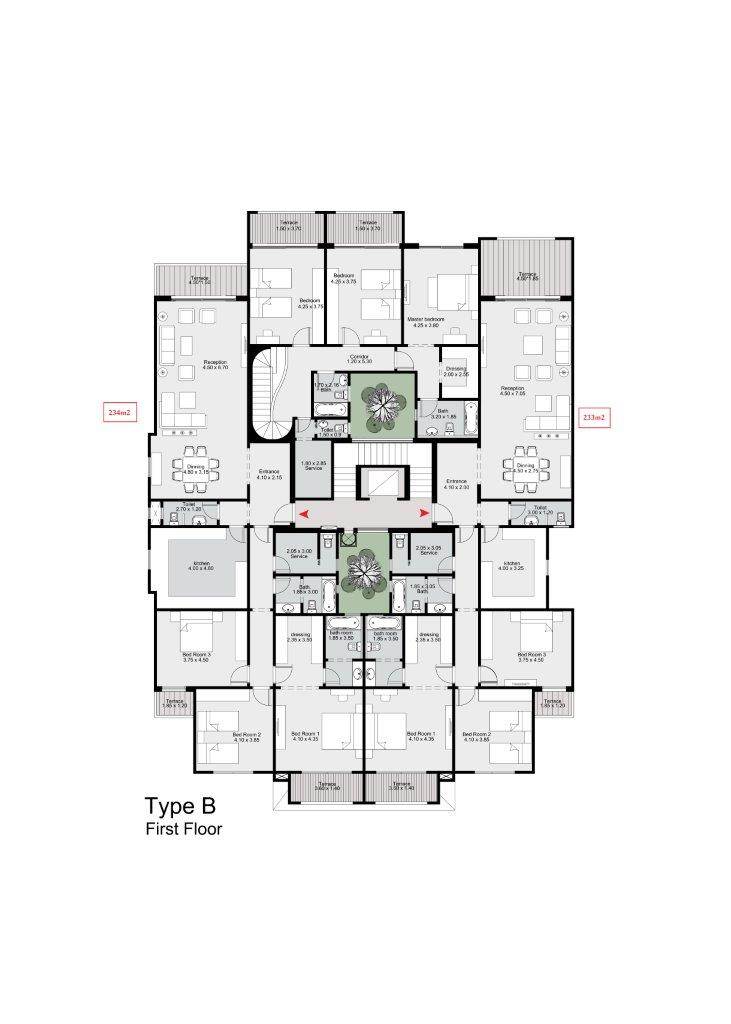 Terrace
1.50 x 3.70
Terrace
1.50 x 3.70
Terrace
4.50*1.50
Terrace
4.50*1.85
Bedroom
4.25 x 3.75
Bedroom
4.25 x 3.75
Master bedroom
4.25 x 3.80
Corridor
1.20 x 5.30
Reception
4.50 x 6.70
Dressing
2.00 x 2.55
1.70 x 2.16
Bath
Reception
4.50 x 7.05
234m2
Bath
3.20 x 1.85
233m2
Toilet
1.50 x 0.9
Dinning
4.50 x 3.15
Entrance
4.10 x 2.15
1.80 x 2.85
Service
Entrance
4.10 x 2.00
Dinning
4.50 x 2.75
Toilet
2.70 x 1.20
Toilet
3.00 x 1.20
2.05 x 3.00
Service
2.05 x 3.05
Service
kitchen
4.00 x 4.60
kitchen
4.00 x 3.25
Bath.
1.85 x 3.00
1.85 x 3.05
Bath.
dressing
2.35 x 3.50
bath room
1.85 x 3.50
bath room
1.85 x 3.50
dressing
2.35 x 3.50
Bed Room 3
3.75 x 4.50
Bed Room 3
3.75 x 4.50
Terrace
1.85 x 1.20
Terrace
1.85 x 1.20
Bed Room 2
4.10 x 3.85
Bed Room 1
4.10 x 4.35
Bed Room 1
4.10 x 4.35
Bed Room 2
4.10 x 3.85
Terrace
3.60 x 1.40
Terrace
3.50 x 1.40
Type B
First Floor